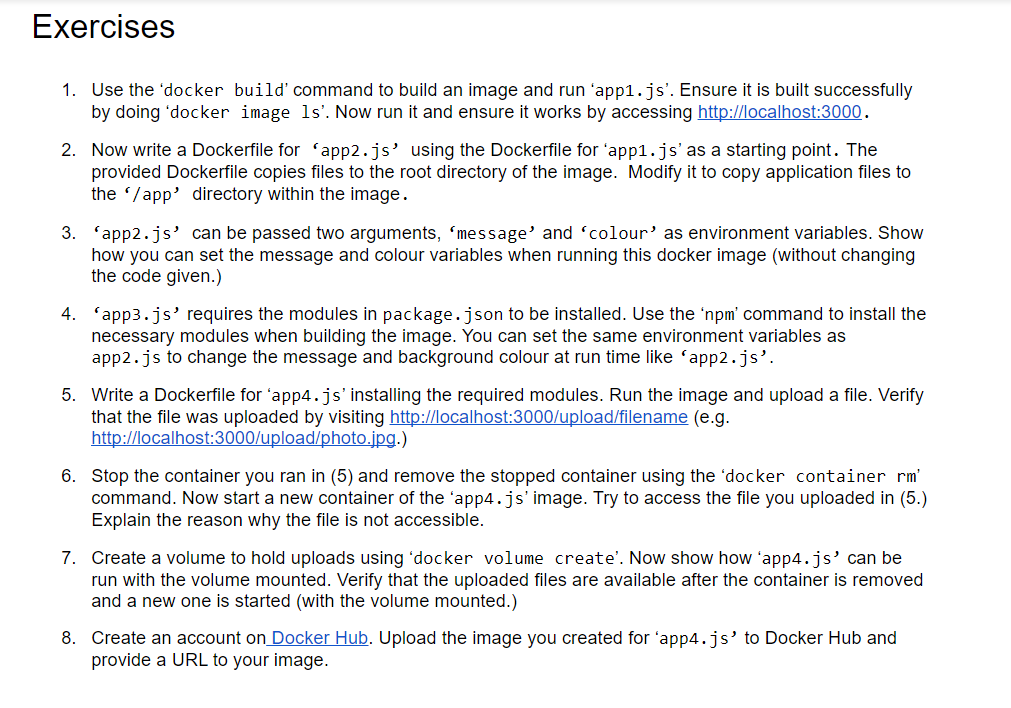 Exercises
1. Use the ‘docker build’ command to build an image and run ‘app1.js’. Ensure it is built successfully
by doing ‘docker image ls’. Now run it and ensure it works by accessing http://localhost:3000.
2. Now write a Dockerfile for ‘app2.js’ using the Dockerfile for ‘app1.js’ as a starting point. The
provided Dockerfile copies files to the root directory of the image. Modify it to copy application files to
the ‘/app’ directory within the image.
3. ‘app2.js’ can be passed two arguments, ‘message’ and ‘colour’ as environment variables. Show
how you can set the message and colour variables when running this docker image (without changing
the code given.)
4. ‘app3.js’ requires the modules in package.json to be installed. Use the ‘npm’ command to install the
necessary modules when building the image. You can set the same environment variables as
app2.js to change the message and background colour at run time like ‘app2.js’.
5. Write a Dockerfile for ‘app4.js’ installing the required modules. Run the image and upload a file. Verify
that the file was uploaded by visiting http://localhost:3000/upload/filename (e.g.
http://localhost:3000/upload/photo.jpg.)
6. Stop the container you ran in (5) and remove the stopped container using the ‘docker container rm’
command. Now start a new container of the ‘app4.js’ image. Try to access the file you uploaded in (5.)
Explain the reason why the file is not accessible.
7. Create a volume to hold uploads using ‘docker volume create’. Now show how ‘app4.js’ can be
run with the volume mounted. Verify that the uploaded files are available after the container is removed
and a new one is started (with the volume mounted.)
8. Create an account on Docker Hub. Upload the image you created for ‘app4.js’ to Docker Hub and
provide a URL to your image.